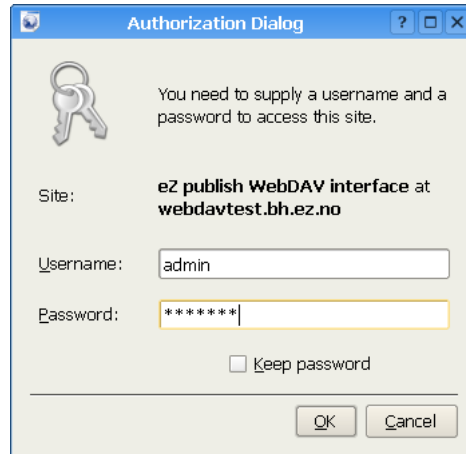 Authorization Dialog
You need to supply a username and a
password to access this site.
Site: eZ publish WebDAV interface at
webdavtest.bh.ez.no
Username: admin
Password: *******
Keep password
OK Cancel